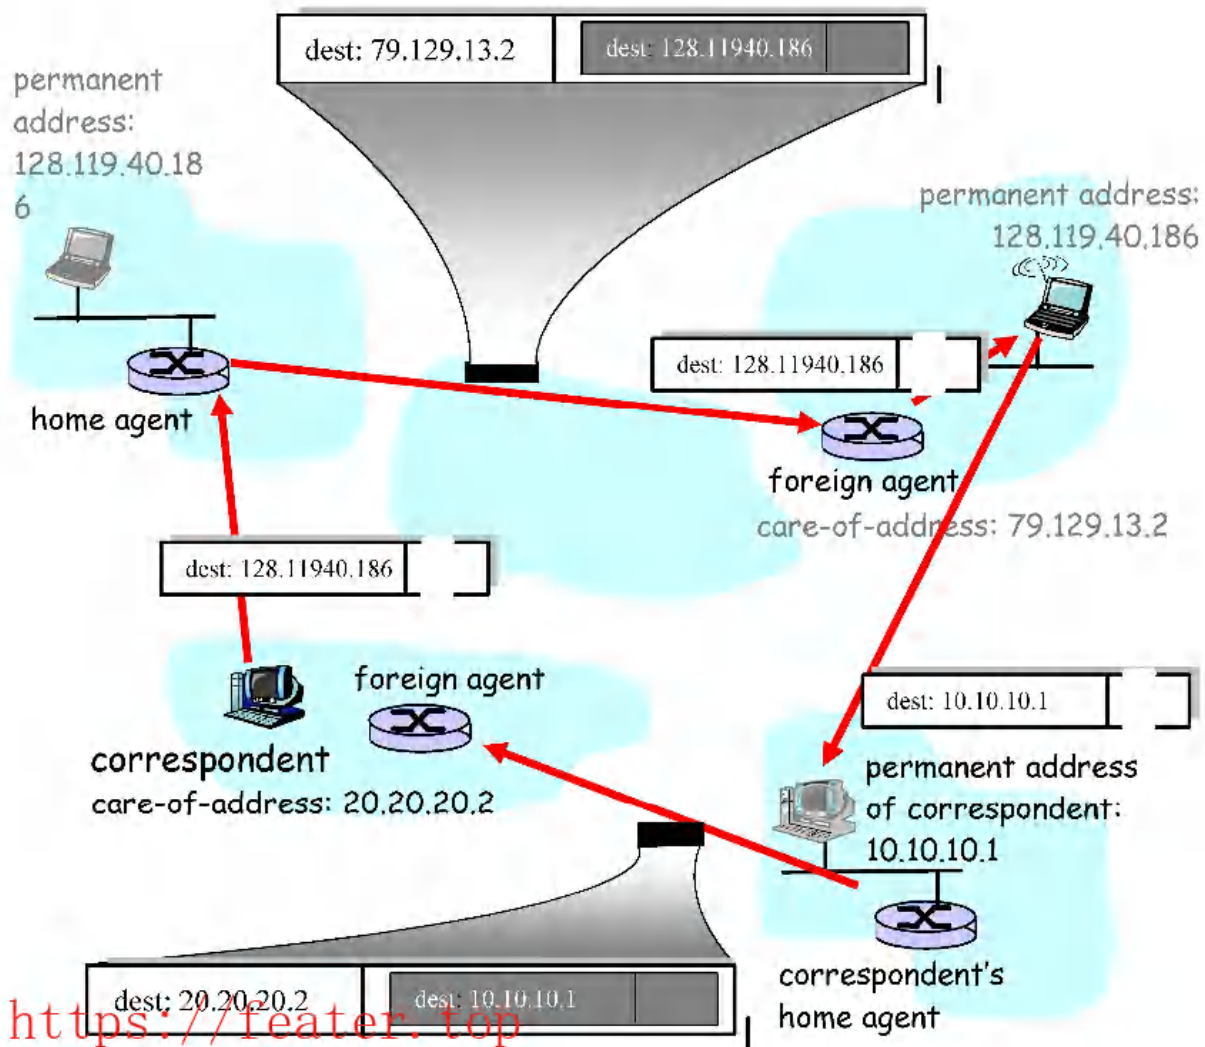 dest: 79.129.13.2
dest: 128.11940.186
permanent
address:
128.119.40.18
6
permanent address:
128.119.40.186
dest: 128.11940.186
home agent
foreign agent
care-of-address: 79.129.13.2
dest: 128.11940.186
foreign agent
dest: 10.10.10.1
correspondent
care-of-address: 20.20.20.2
permanent address
of correspondent:
10.10.10.1
correspondent's
home agent
dest: 20.20.20.2
dest: 10.10.10.1
https://feater.top